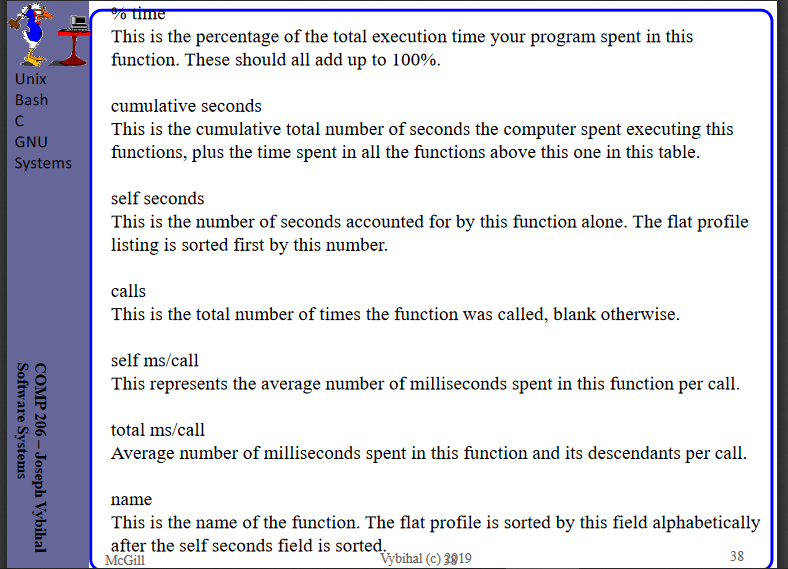 % time
This is the percentage of the total execution time your program spent in this
function. These should all add up to 100%.
cumulative seconds
This is the cumulative total number of seconds the computer spent executing this
functions, plus the time spent in all the functions above this one in this table.
self seconds
This is the number of seconds accounted for by this function alone. The flat profile
listing is sorted first by this number.
calls
This is the total number of times the function was called, blank otherwise.
self ms/call
This represents the average number of milliseconds spent in this function per call.
total ms/call
Average number of milliseconds spent in this function and its descendants per call.
name
This is the name of the function. The flat profile is sorted by this field alphabetically
after the self seconds field is sorted.
Unix
Bash
C
GNU
Systems
COMP 206 – Joseph Vybihal
Software Systems
McGill
Vybihal (c) 2019
38